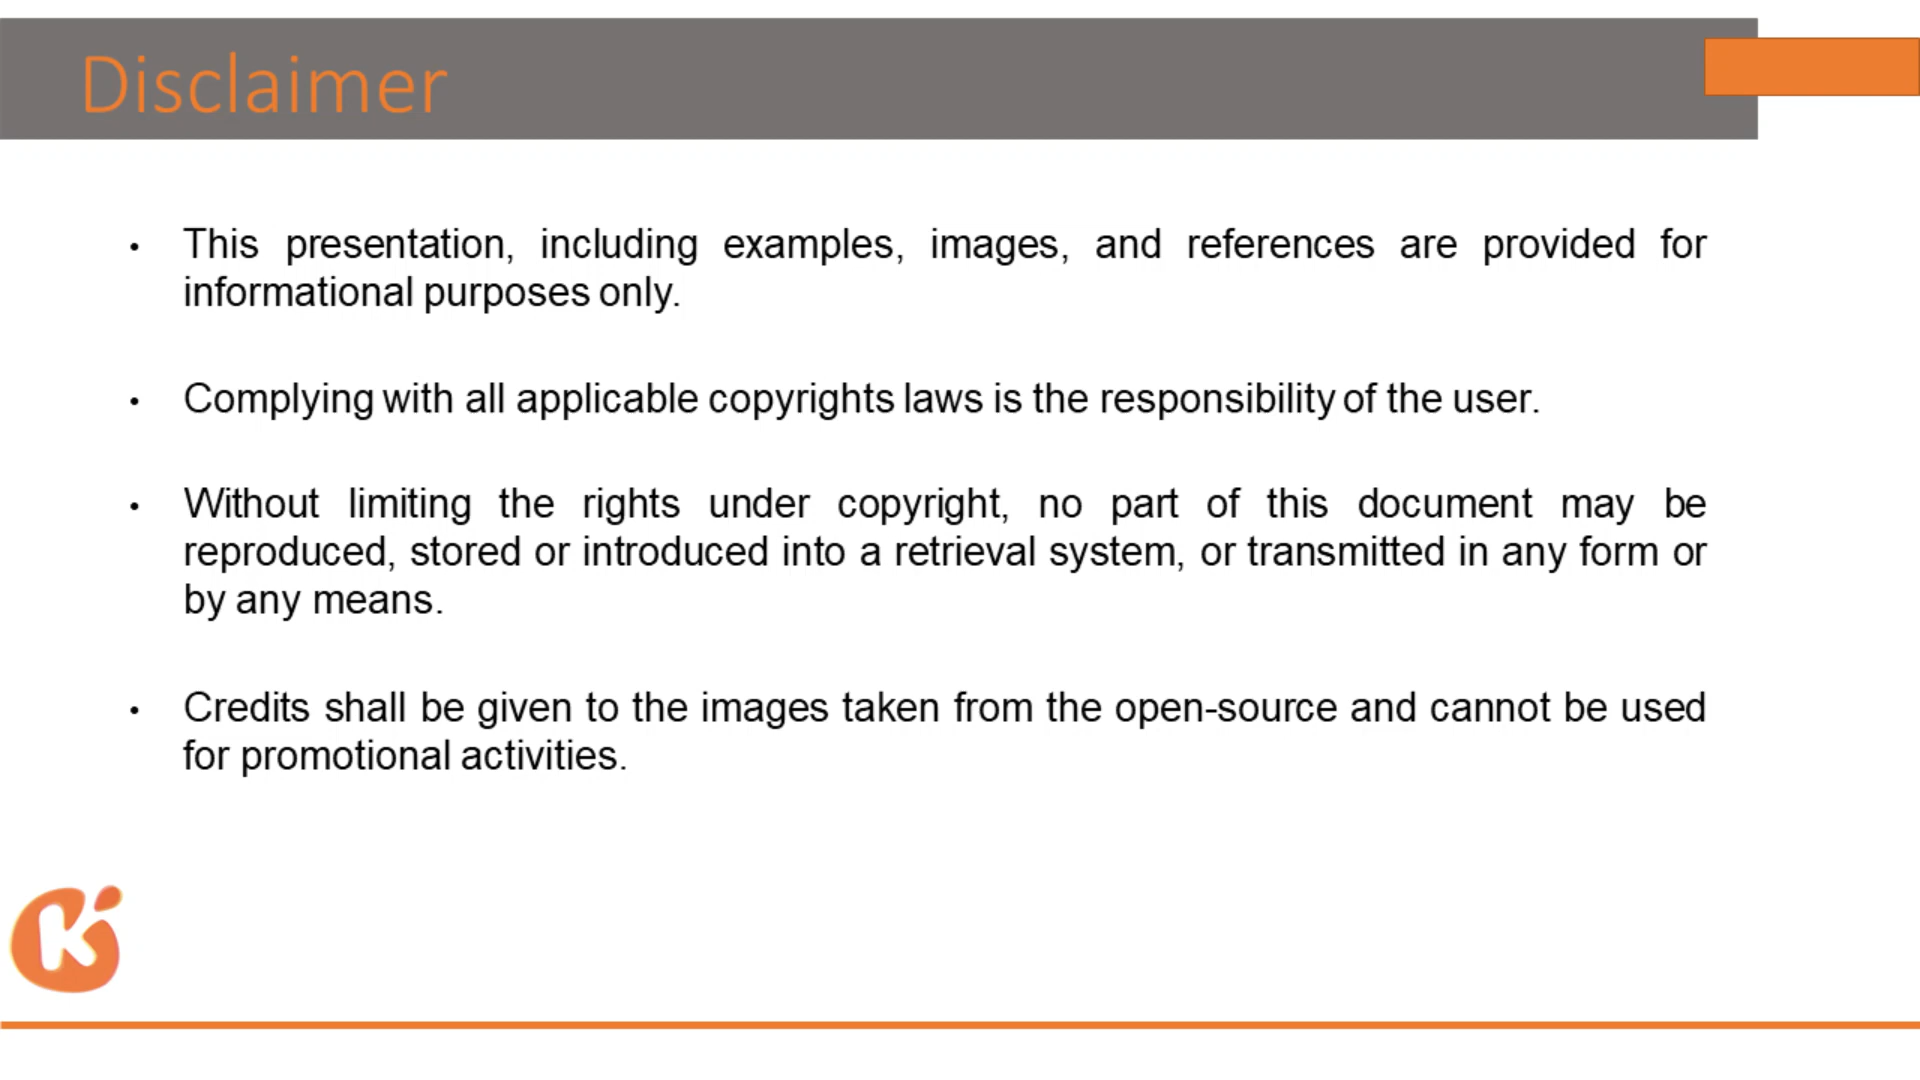 Disclaimer
• This presentation, including examples, images, and references are provided for
informational purposes only.
• Complying with all applicable copyrights laws is the responsibility of the user.
• Without limiting the rights under copyright, no part of this document may be
reproduced, stored or introduced into a retrieval system, or transmitted in any form or
by any means.
• Credits shall be given to the images taken from the open-source and cannot be used
for promotional activities.
K